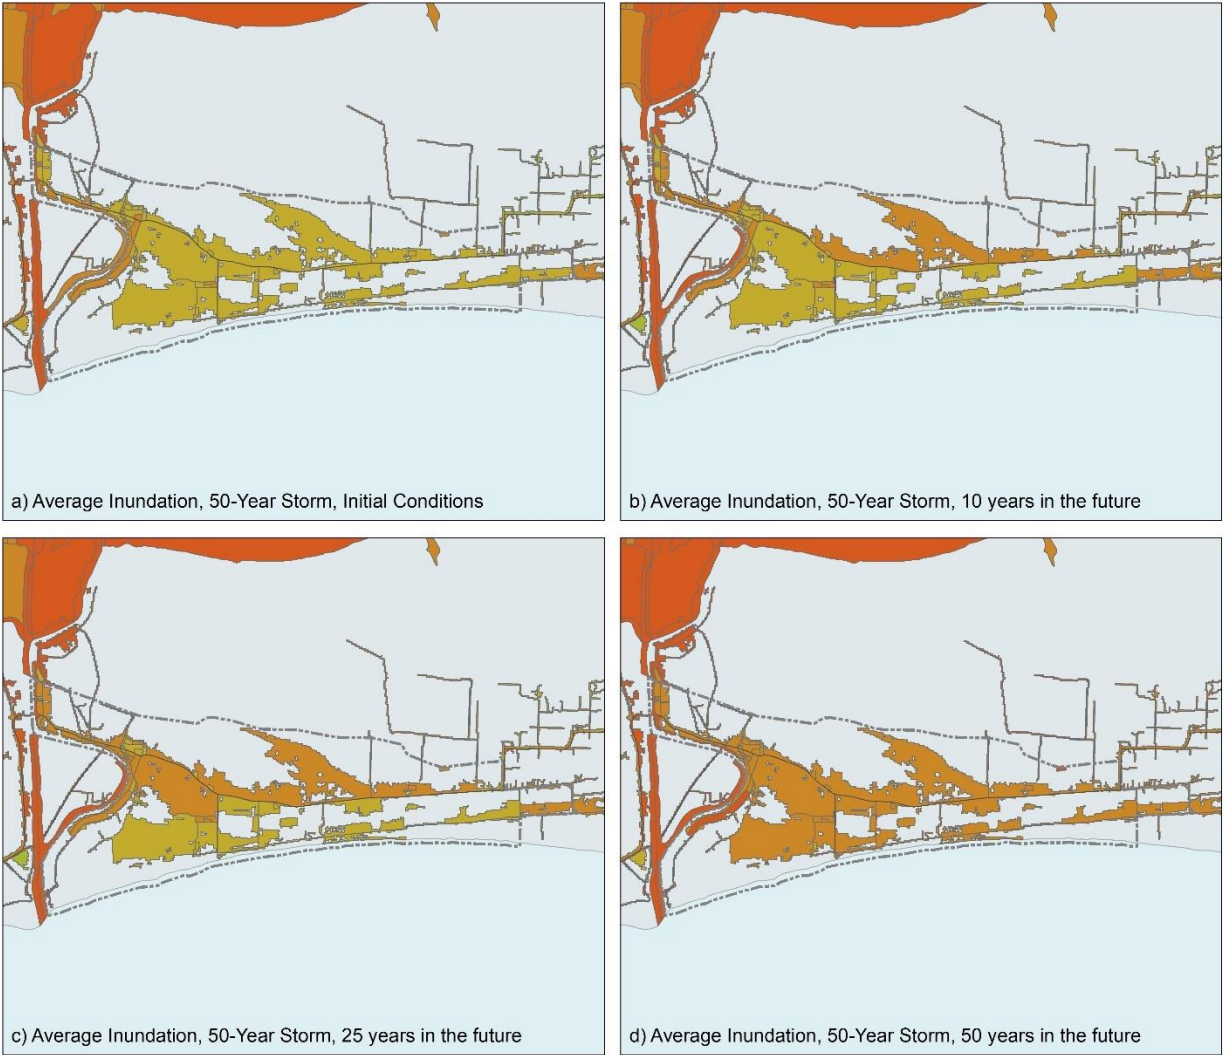 a) Average Inundation, 50-Year Storm, Initial Conditions
b) Average Inundation, 50-Year Storm, 10 years in the future
c) Average Inundation, 50-Year Storm, 25 years in the future
d) Average Inundation, 50-Year Storm, 50 years in the future